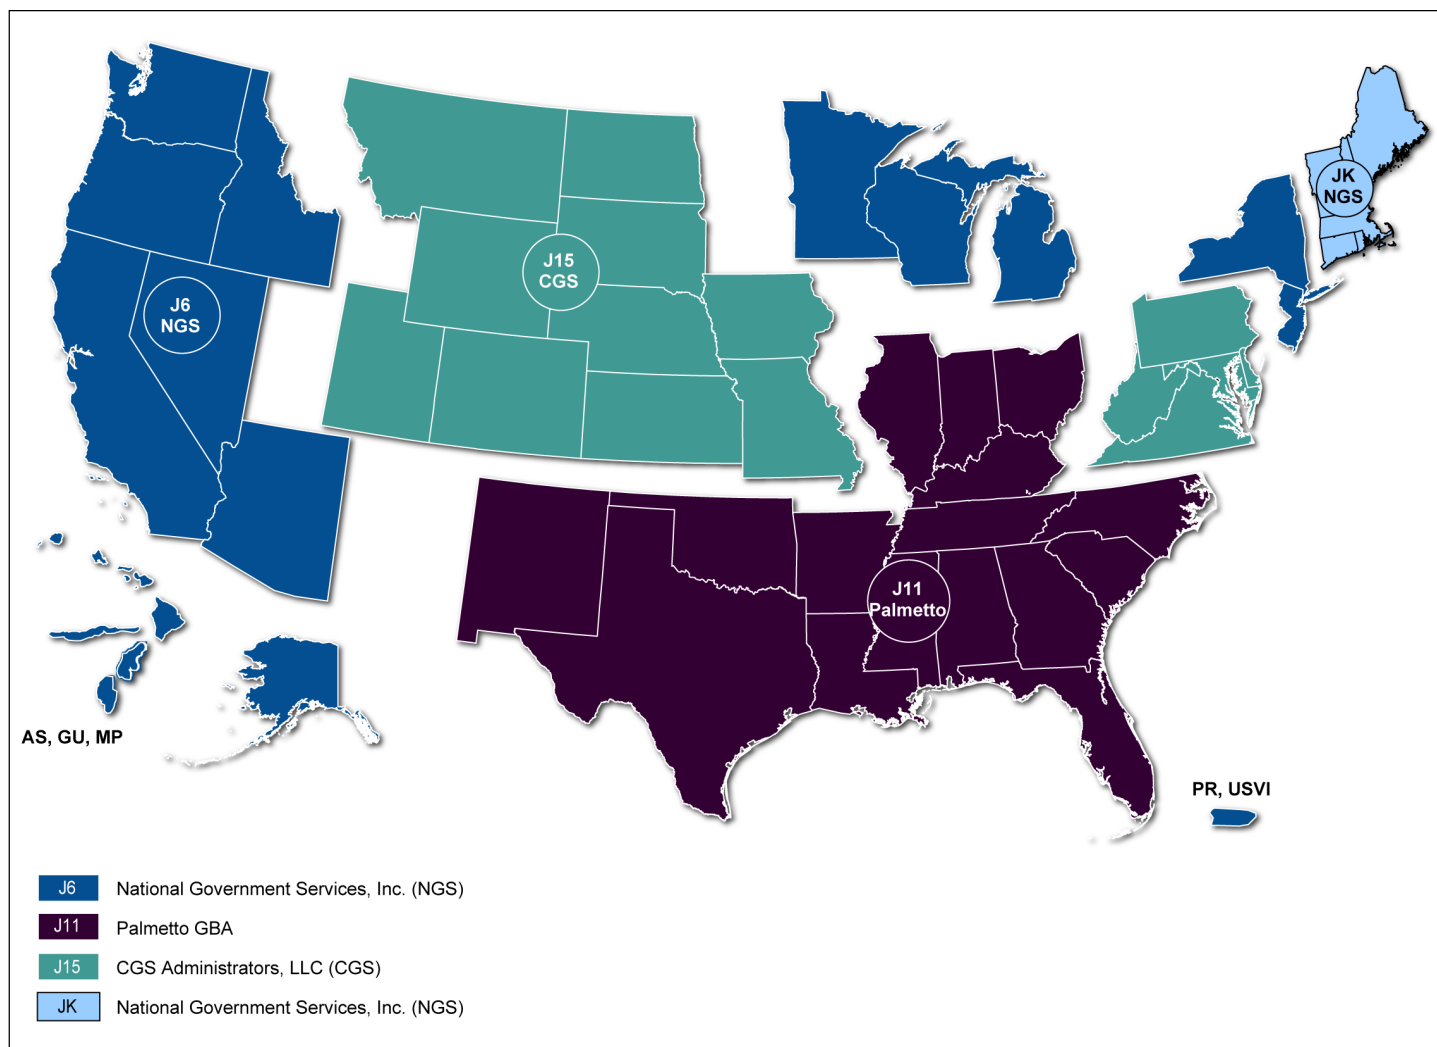 JK
NGS
J15
CGS
J6
NGS
J11
Palmetto
AS, GU, MP
PR, USVI
J6 National Government Services, Inc. (NGS)
J11 Palmetto GBA
J15 CGS Administrators, LLC (CGS)
JK National Government Services, Inc. (NGS)